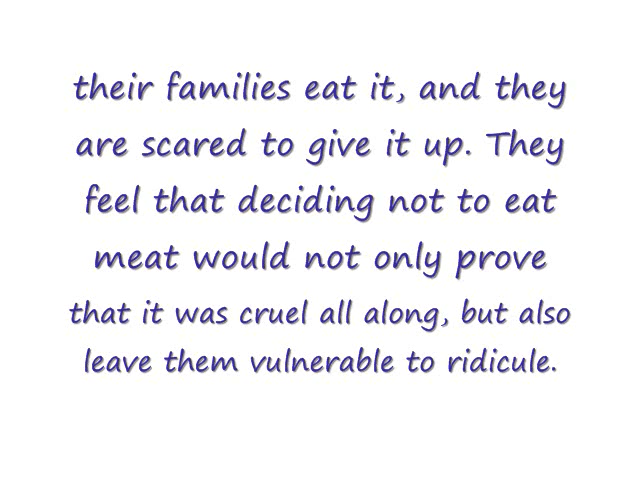 their families eat it, and they
are scared to give it up. They
feel that deciding not to eat
meat would not only prove
that it was cruel all along, but also
leave them vulnerable to ridicule.